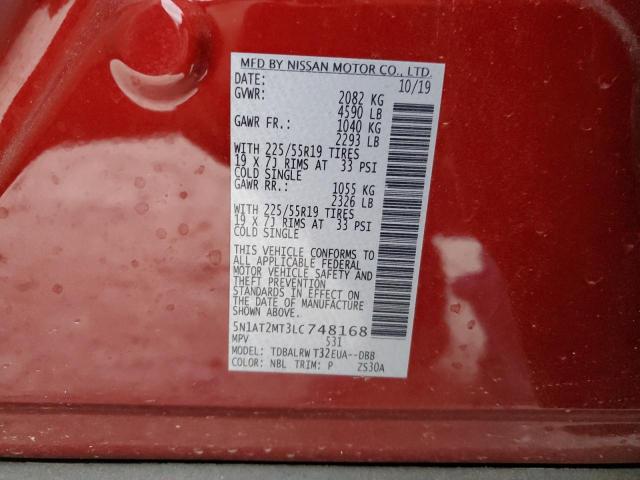 MFD BY NISSAN MOTOR CO., LTD.
DATE: 10/19
GVWR: 2082 KG
4590 LB
GAWR FR.: 1040 KG
2293 LB
WITH 225/55R19 TIRES
19 X 7J RIMS AT 33 PSI
COLD SINGLE
GAWR RR.: 1055 KG
2326 LB
WITH 225/55R19 TIRES
19 X 7J RIMS AT 33 PSI
COLD SINGLE
THIS VEHICLE CONFORMS TO
ALL APPLICABLE FEDERAL
MOTOR VEHICLE SAFETY AND
THEFT PREVENTION
STANDARDS IN EFFECT ON
THE DATE OF MANUFACTURE
SHOWN ABOVE.
5N1AT2MT3LC748168
MPV 531
MODEL: TDBALRW T32EUA--DBB
COLOR: NBL TRIM: P ZS30A